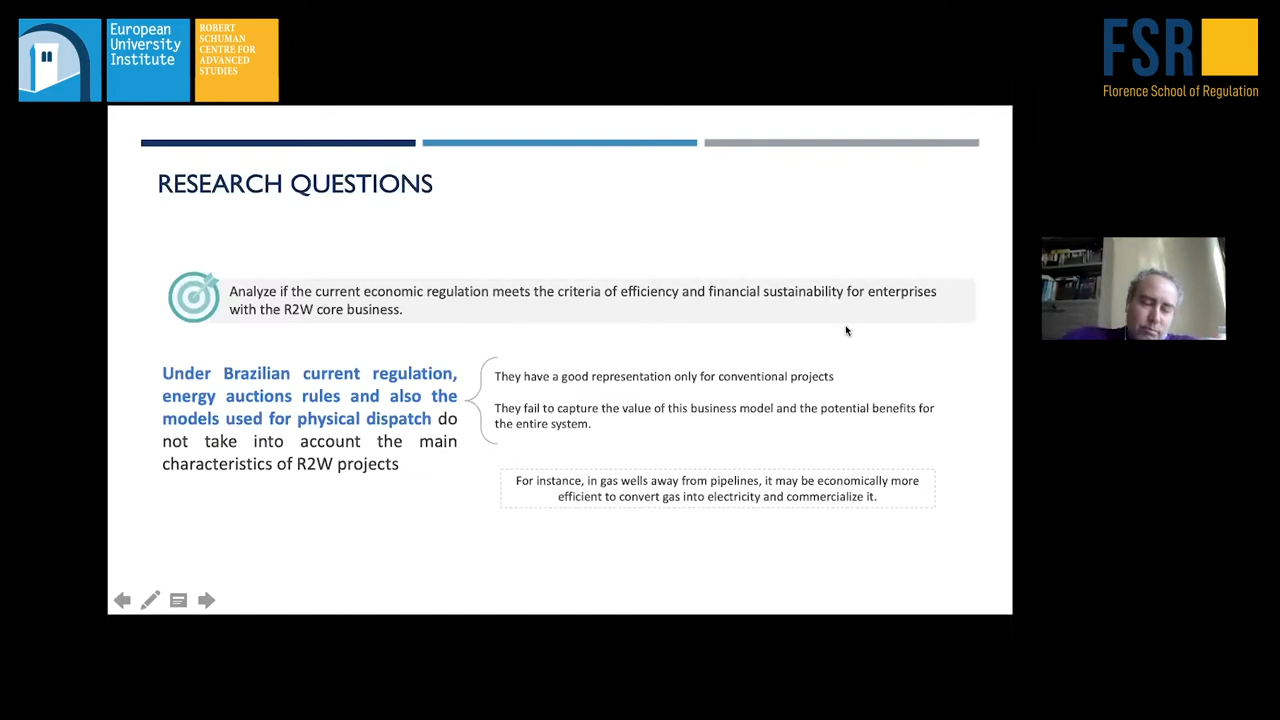 European
University
Institute
ROBERT
SCHUMAN
CENTRE FOR
ADVANCED
STUDIES
FSR
Florence School of Regulation
RESEARCH QUESTIONS
Analyze if the current economic regulation meets the criteria of efficiency and financial sustainability for enterprises
with the R2W core business.
Under Brazilian current regulation,
energy auctions rules and also the
models used for physical dispatch do
not take into account the main
characteristics of R2W projects
They have a good representation only for conventional projects
They fail to capture the value of this business model and the potential benefits for
the entire system.
For instance, in gas wells away from pipelines, it may be economically more
efficient to convert gas into electricity and commercialize it.